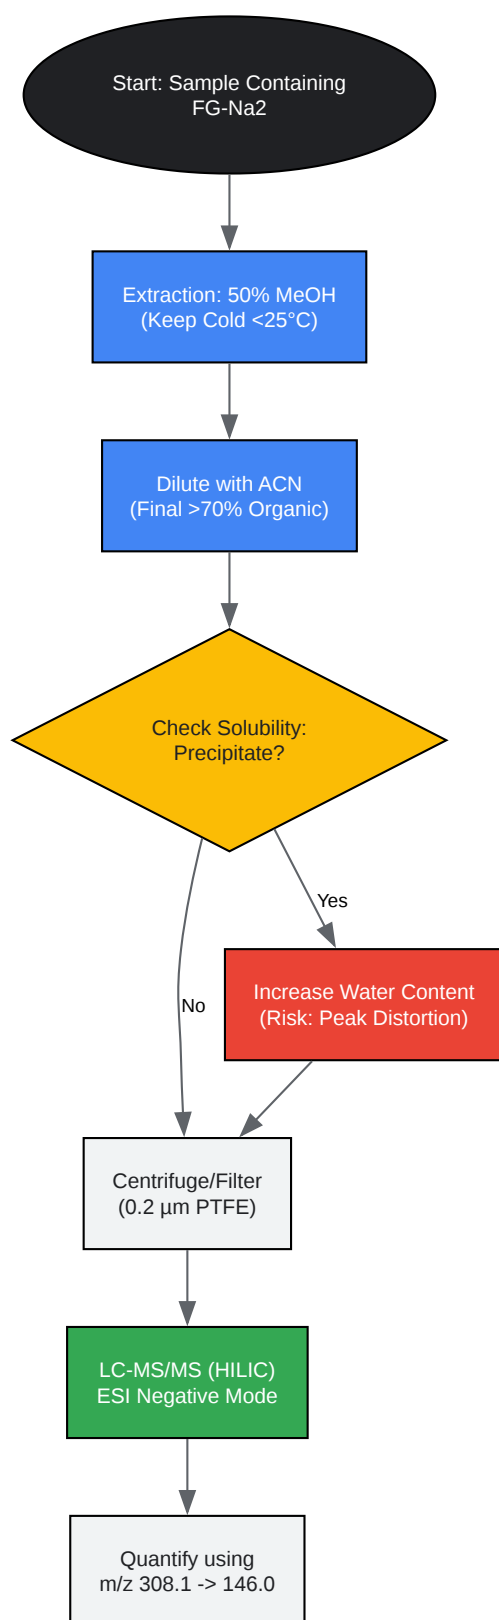 Start: Sample Containing
FG-Na2
Extraction: 50% MeOH
(Keep Cold <25°C)
Dilute with ACN
(Final >70% Organic)
Check Solubility:
Precipitate?
Yes
Increase Water Content
(Risk: Peak Distortion)
No
Centrifuge/Filter
(0.2 µm PTFE)
LC-MS/MS (HILIC)
ESI Negative Mode
Quantify using
m/z 308.1 -> 146.0